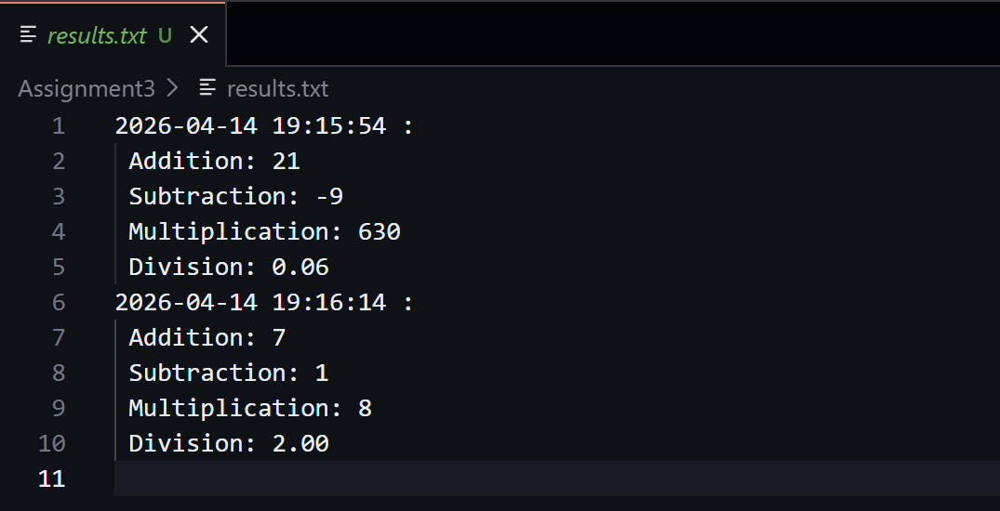 results.txt U
Assignment3 > results.txt
1 2026-04-14 19:15:54 :
2 Addition: 21
3 Subtraction: -9
4 Multiplication: 630
5 Division: 0.06
6 2026-04-14 19:16:14 :
7 Addition: 7
8 Subtraction: 1
9 Multiplication: 8
10 Division: 2.00
11